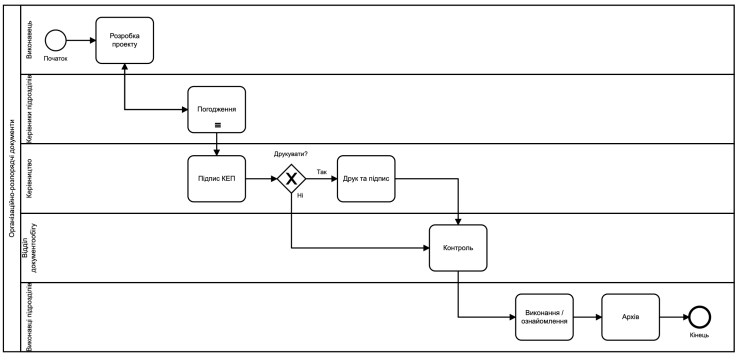 Організаційно-розпорядчі документи
Виконавець
Початок
Розробка
проекту
Керівники підрозділів
Погодження
Керівництво
Підпис КЕП
Друкувати?
Так
Ні
Друк та підпис
Відділ
документообігу
Контроль
Виконавці підрозділів
Виконання /
ознайомлення
Архів
Кінець